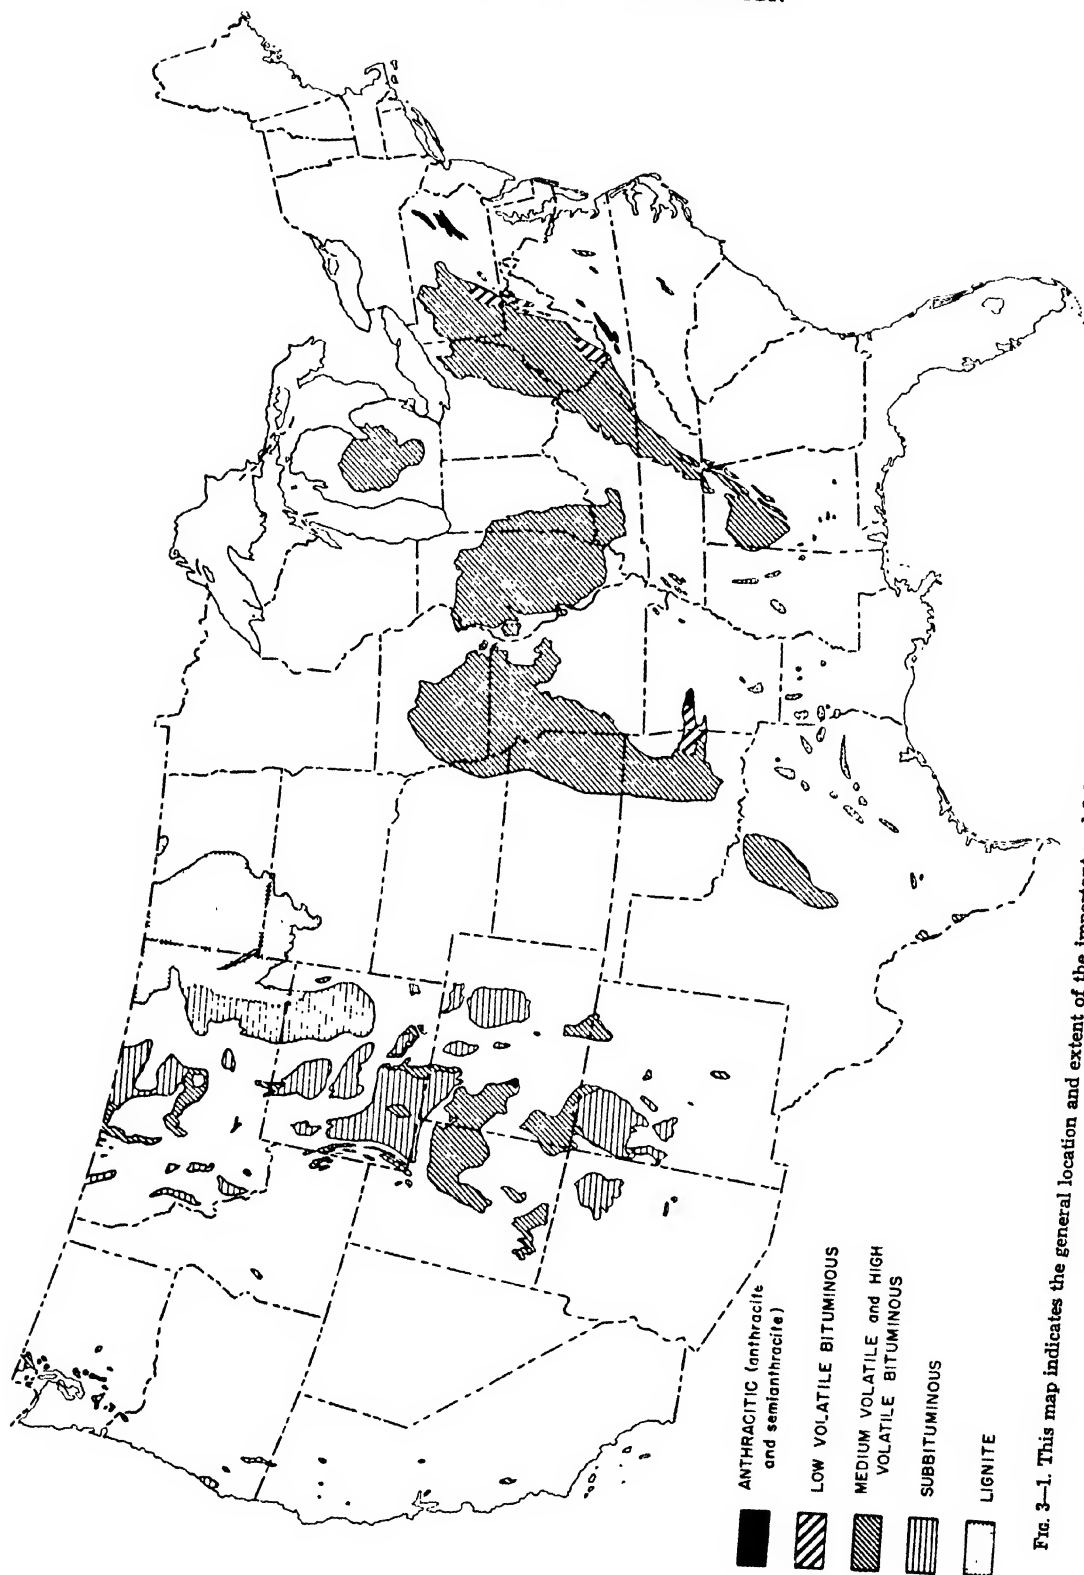 ANTHRACITIC (anthracite
and semianthracite)
LOW VOLATILE BITUMINOUS
MEDIUM VOLATILE and HIGH
VOLATILE BITUMINOUS
SUBBITUMINOUS
LIGNITE
FIG. 3—1. This map indicates the general location and extent of the important